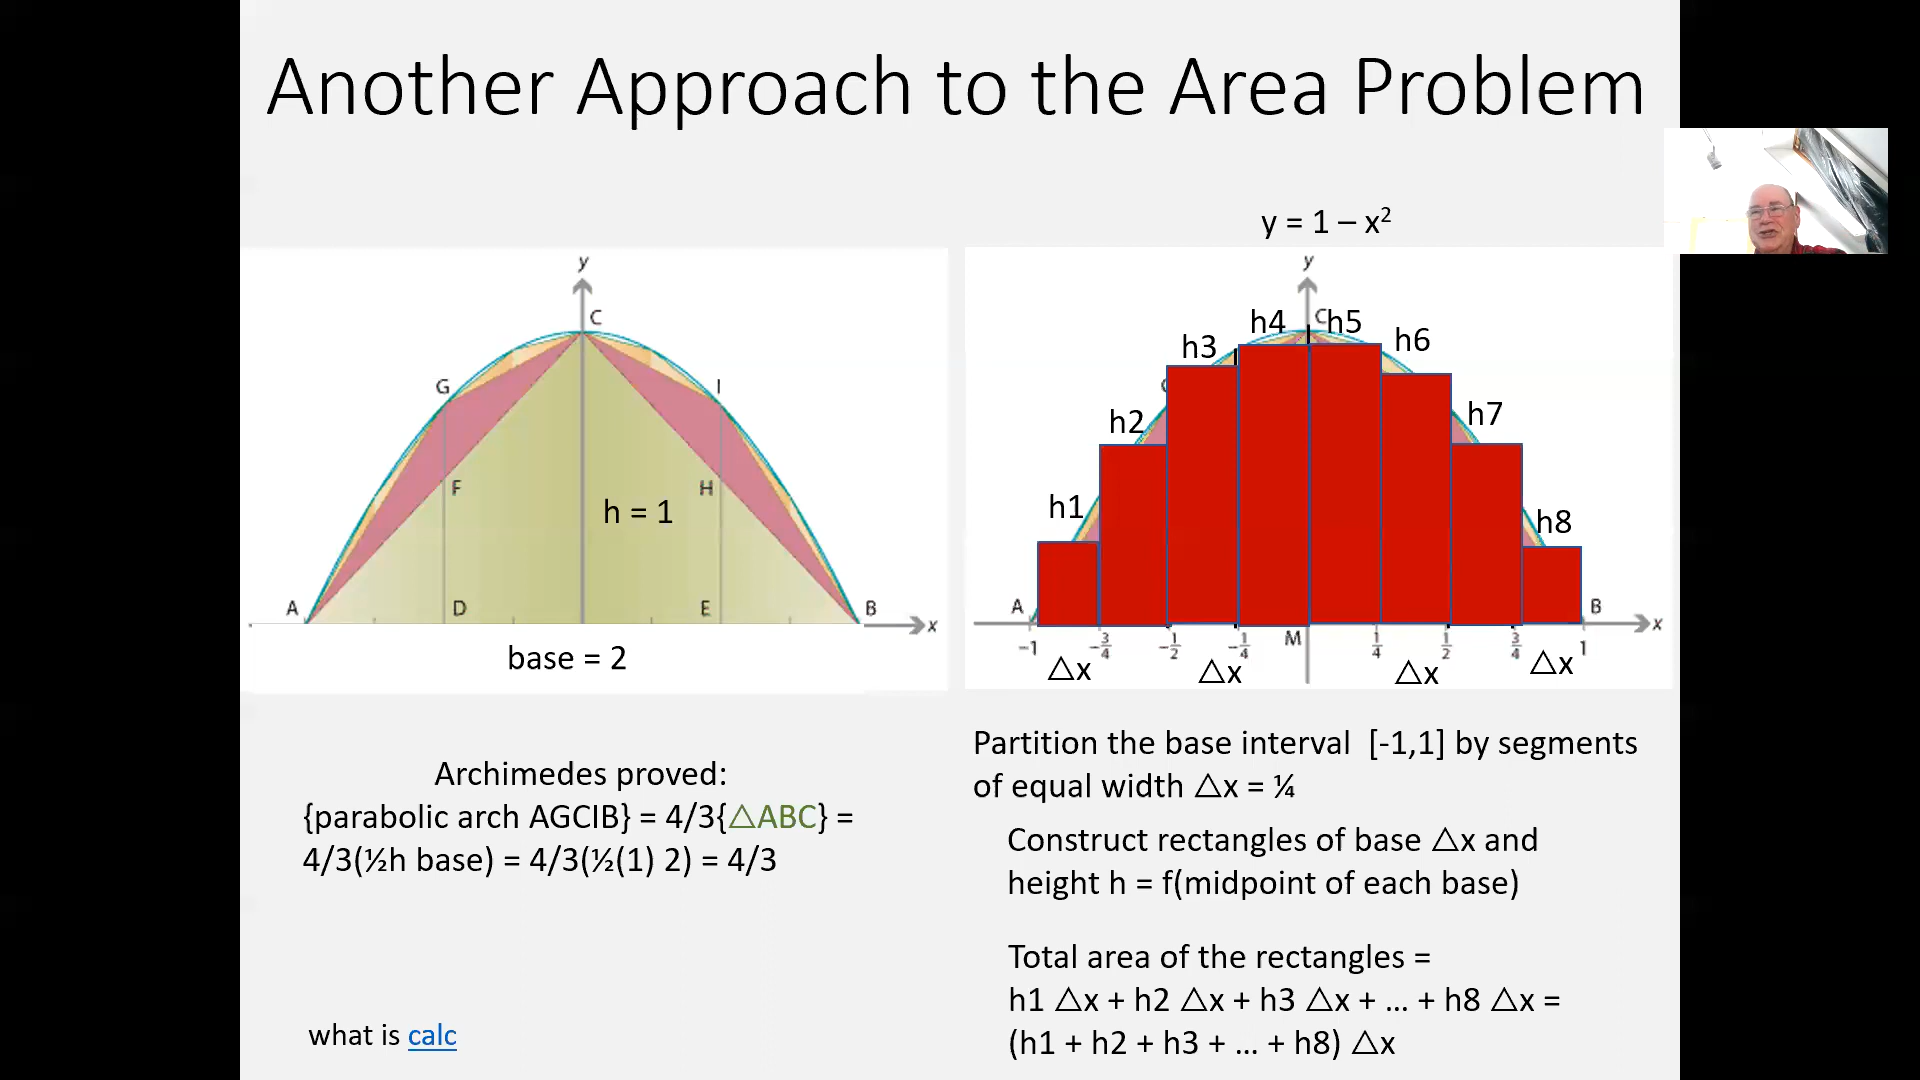 Another Approach to the Area Problem
y = 1 – x²
y
C
G
I
F
H
h = 1
A
D
E
B
x
base = 2
y
h4
C
h5
h3
h6
h2
h7
h1
h8
A
M
B
x
−1
−3/4
−1/2
−1/4
1/4
1/2
3/4
1
△x
△x
△x
△x
Archimedes proved:
{parabolic arch AGCIB} = 4/3{△ABC} =
4/3(½h base) = 4/3(½(1) 2) = 4/3
what is calc
Partition the base interval [-1,1] by segments
of equal width △x = ¼
Construct rectangles of base △x and
height h = f(midpoint of each base)
Total area of the rectangles =
h1 △x + h2 △x + h3 △x + … + h8 △x =
(h1 + h2 + h3 + … + h8) △x